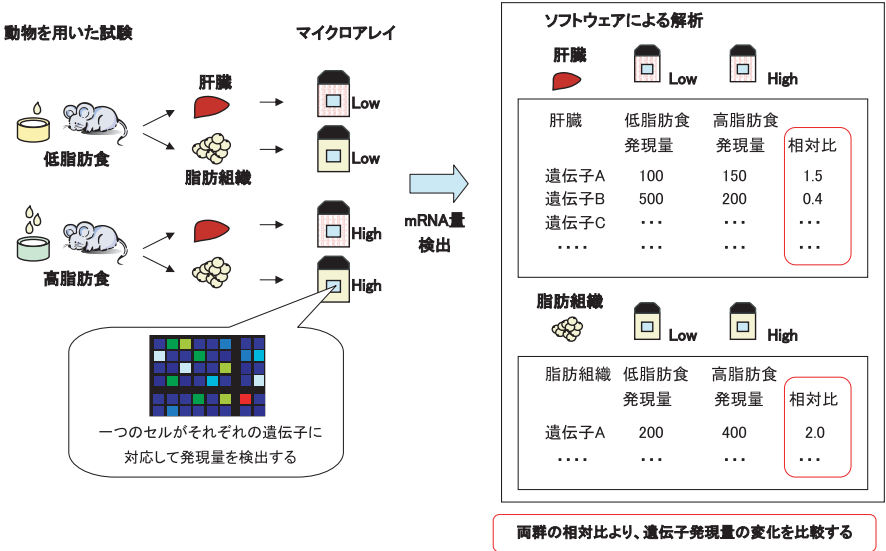 動物を用いた試験
マイクロアレイ
肝臓
Low
低脂肪食
脂肪組織
Low
High
高脂肪食
High
一つのセルがそれぞれの遺伝子に
対応して発現量を検出する
mRNA量
検出
ソフトウェアによる解析
肝臓
Low
High
肝臓 低脂肪食 高脂肪食
発現量 発現量 相対比
遺伝子A 100 150 1.5
遺伝子B 500 200 0.4
遺伝子C ... ... ...
.... ... ... ...
脂肪組織
Low
High
脂肪組織 低脂肪食 高脂肪食
発現量 発現量 相対比
遺伝子A 200 400 2.0
.... ... ... ...
両群の相対比より、遺伝子発現量の変化を比較する